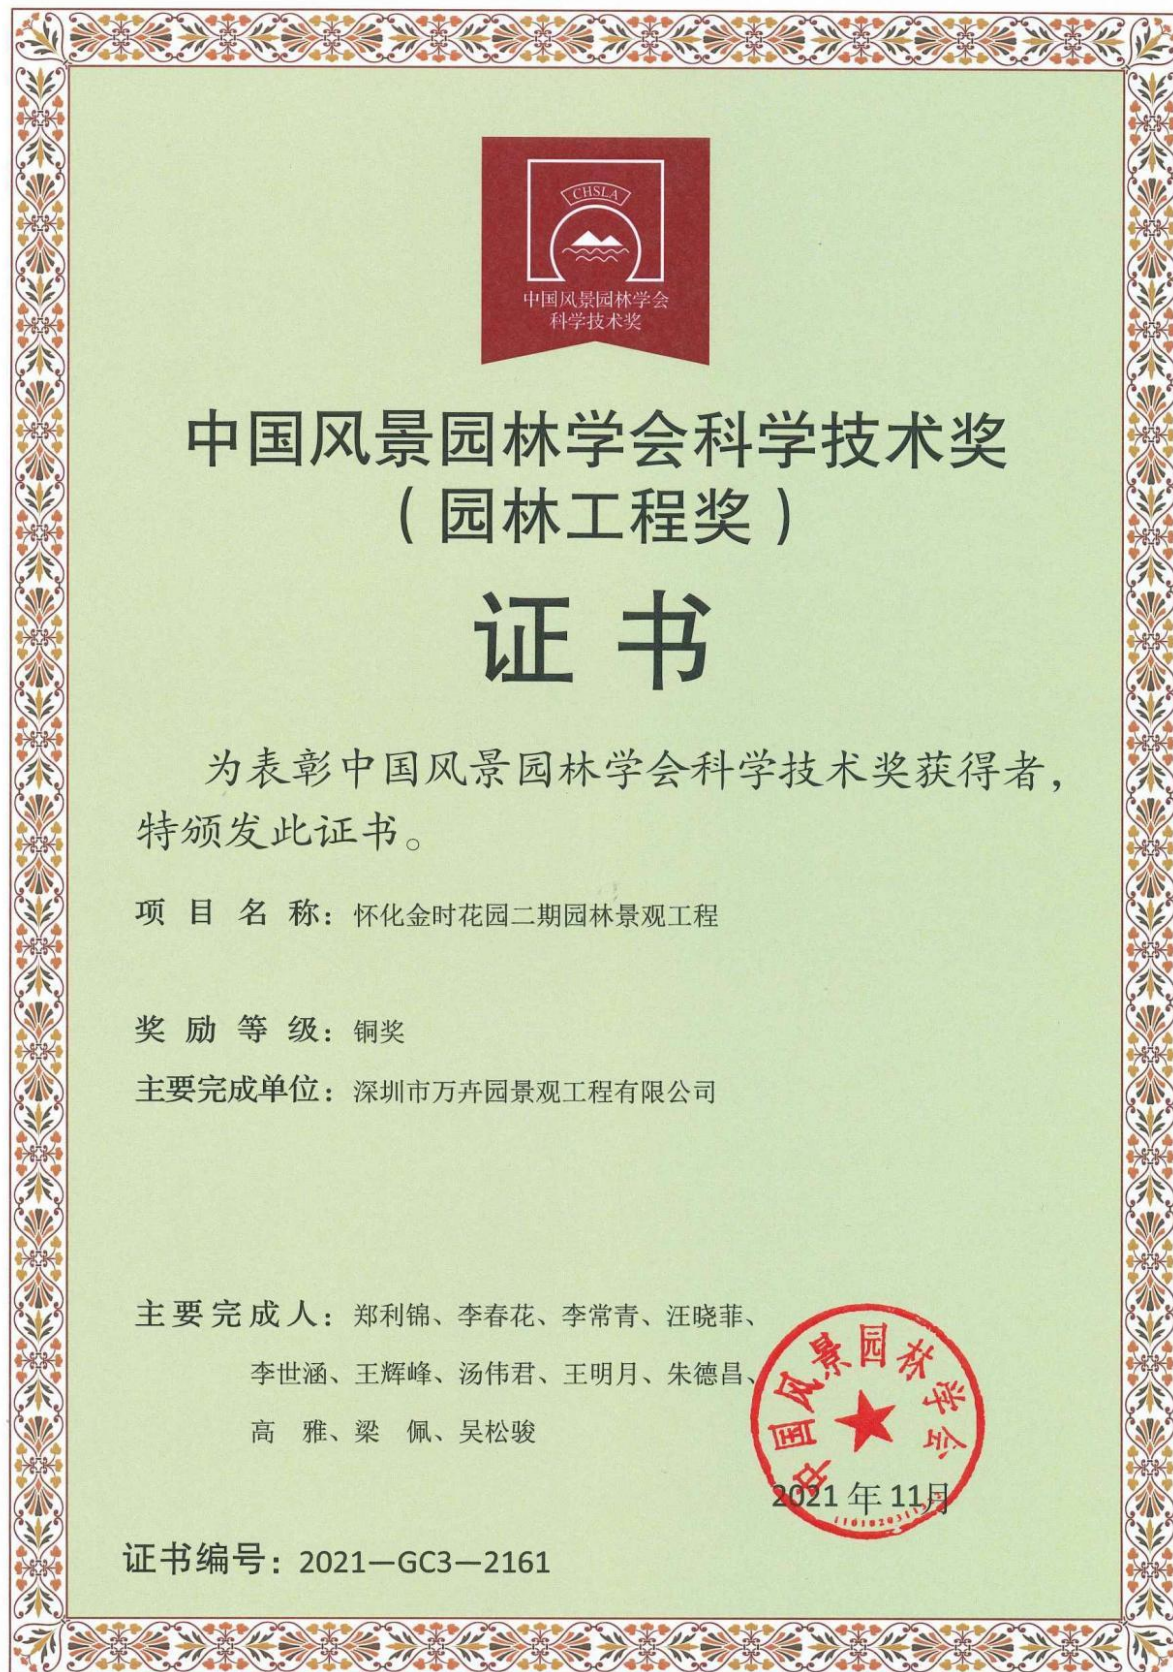 CHSLA
中国风景园林学会
科学技术奖
中国风景园林学会科学技术奖
(园林工程奖)
证书
为表彰中国风景园林学会科学技术奖获得者,
特颁发此证书。
项目名称:怀化金时花园二期园林景观工程
奖励等级:铜奖
主要完成单位:深圳市万卉园景观工程有限公司
主要完成人:郑利锦、李春花、李常青、汪晓菲、
李世涵、王辉峰、汤伟君、王明月、朱德昌、
高 雅、梁 佩、吴松骏
中国风景园林学会
2021年11月
证书编号:2021—GC3—2161